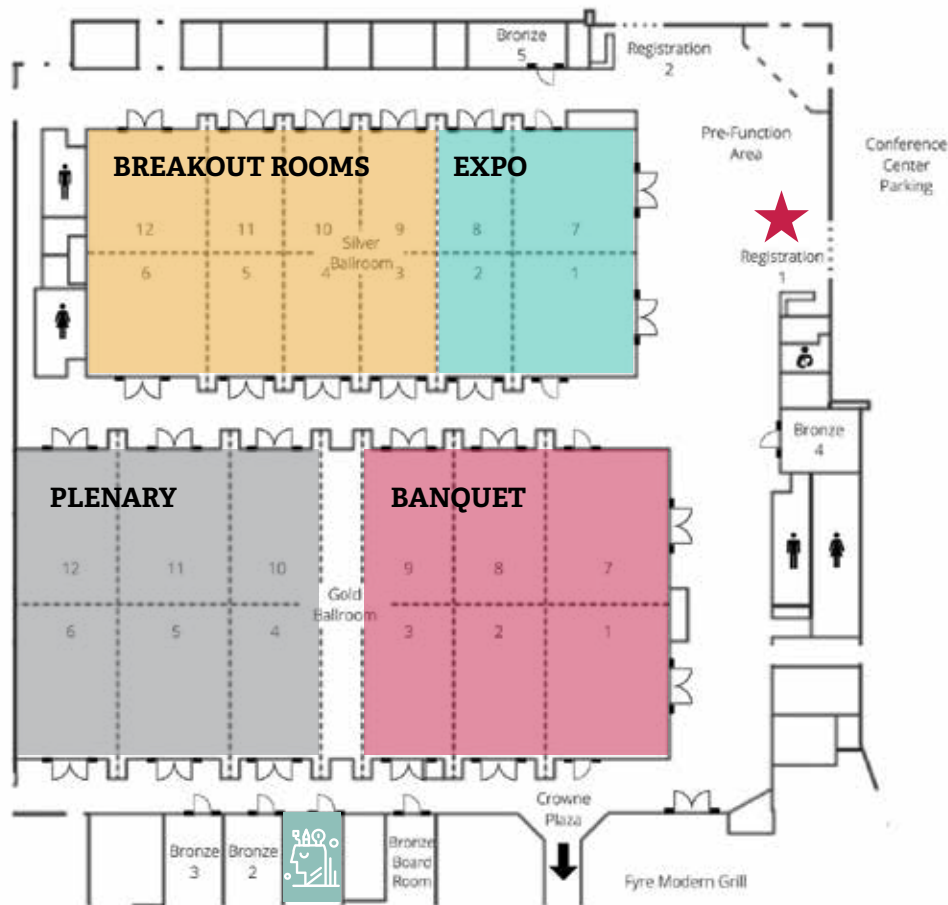 Bronze
5
Registration
2
Pre-Function
Area
Conference
Center
Parking
BREAKOUT ROOMS
EXPO
12
11
10
9
8
7
Silver
Ballroom
6
5
4
3
2
1
Registration
1
Bronze
4
PLENARY
BANQUET
12
11
10
9
8
7
Gold
Ballroom
6
5
4
3
2
1
Crowne
Plaza
Bronze
3
Bronze
2
Bronze
Board
Room
Fyre Modern Grill